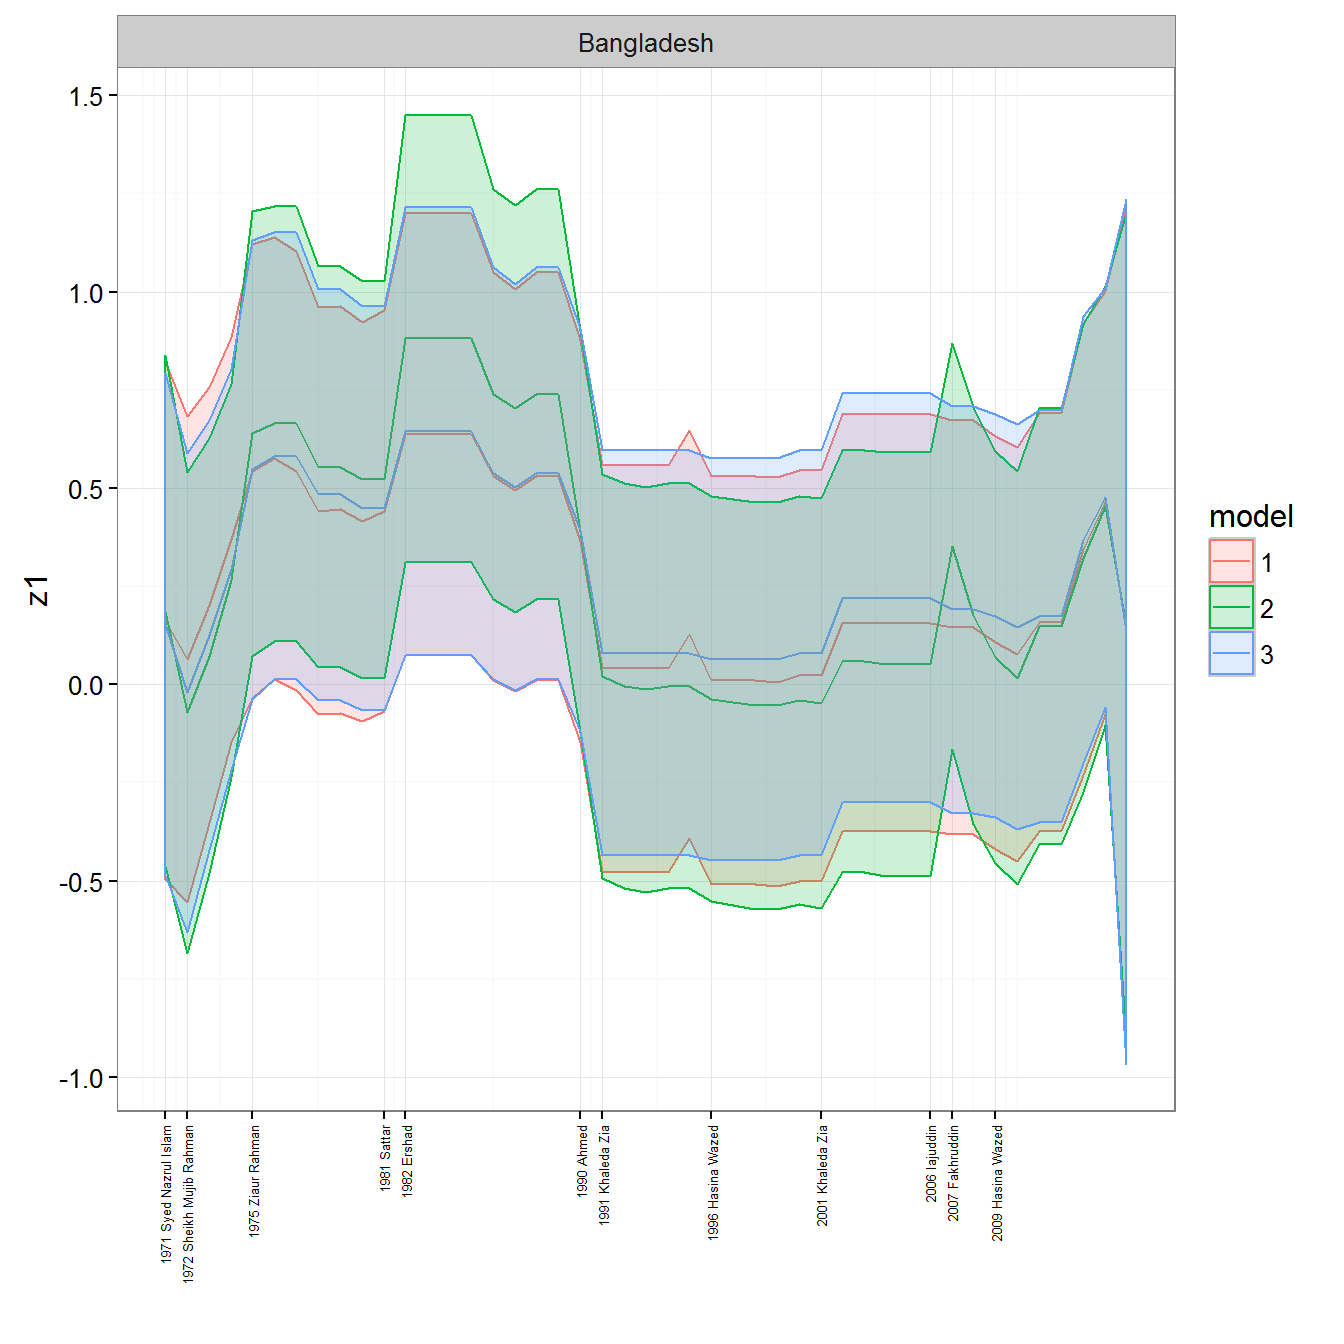 Bangladesh
1.5
1.0
0.5
0.0
-0.5
-1.0
z1
model
1
2
3
1971 Syed Nazrul Islam
1972 Sheikh Mujib Rahman
1975 Ziaur Rahman
1981 Sattar
1982 Ershad
1990 Ahmed
1991 Khaleda Zia
1996 Hasina Wazed
2001 Khaleda Zia
2006 Iajuddin
2007 Fakhruddin
2009 Hasina Wazed